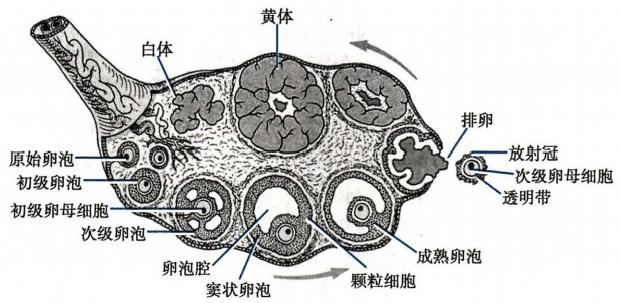 黄体
白体
排卵
放射冠
次级卵母细胞
透明带
原始卵泡
初级卵泡
初级卵母细胞
次级卵泡
卵泡腔
窦状卵泡
颗粒细胞
成熟卵泡